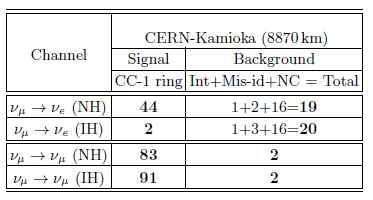 CERN-Kamioka (8870 km)
Channel Signal Background
CC-1 ring Int+Mis-id+NC = Total
νμ → νe (NH) 44 1+2+16=19
νμ → νe (IH) 2 1+3+16=20
νμ → νμ (NH) 83 2
νμ → νμ (IH) 91 2